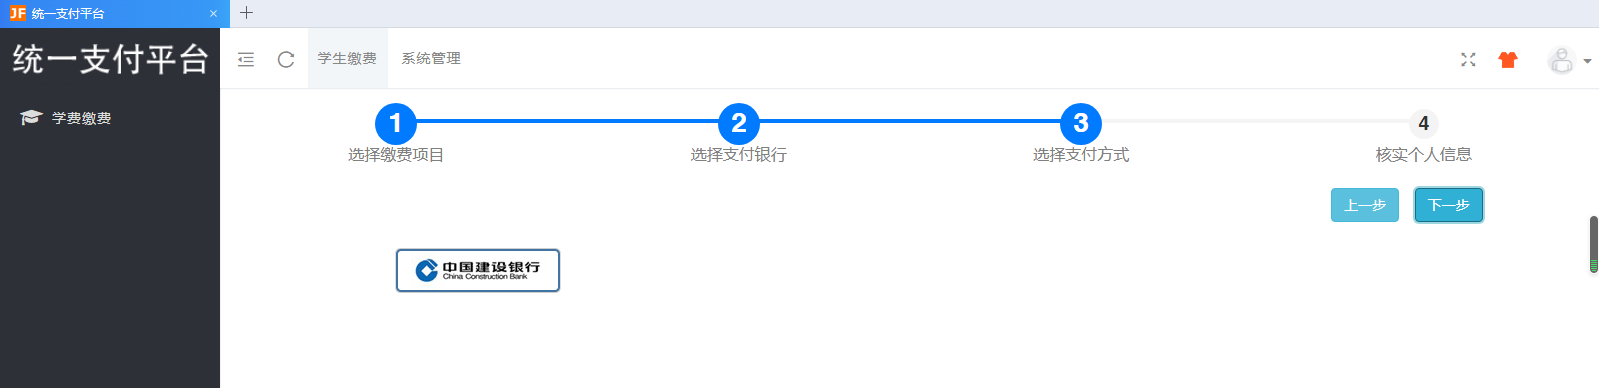 JF 统一支付平台
统一支付平台
学生缴费 系统管理
学费缴费
1 2 3 4
选择缴费项目 选择支付银行 选择支付方式 核实个人信息
上一步 下一步
中国建设银行
China Construction Bank